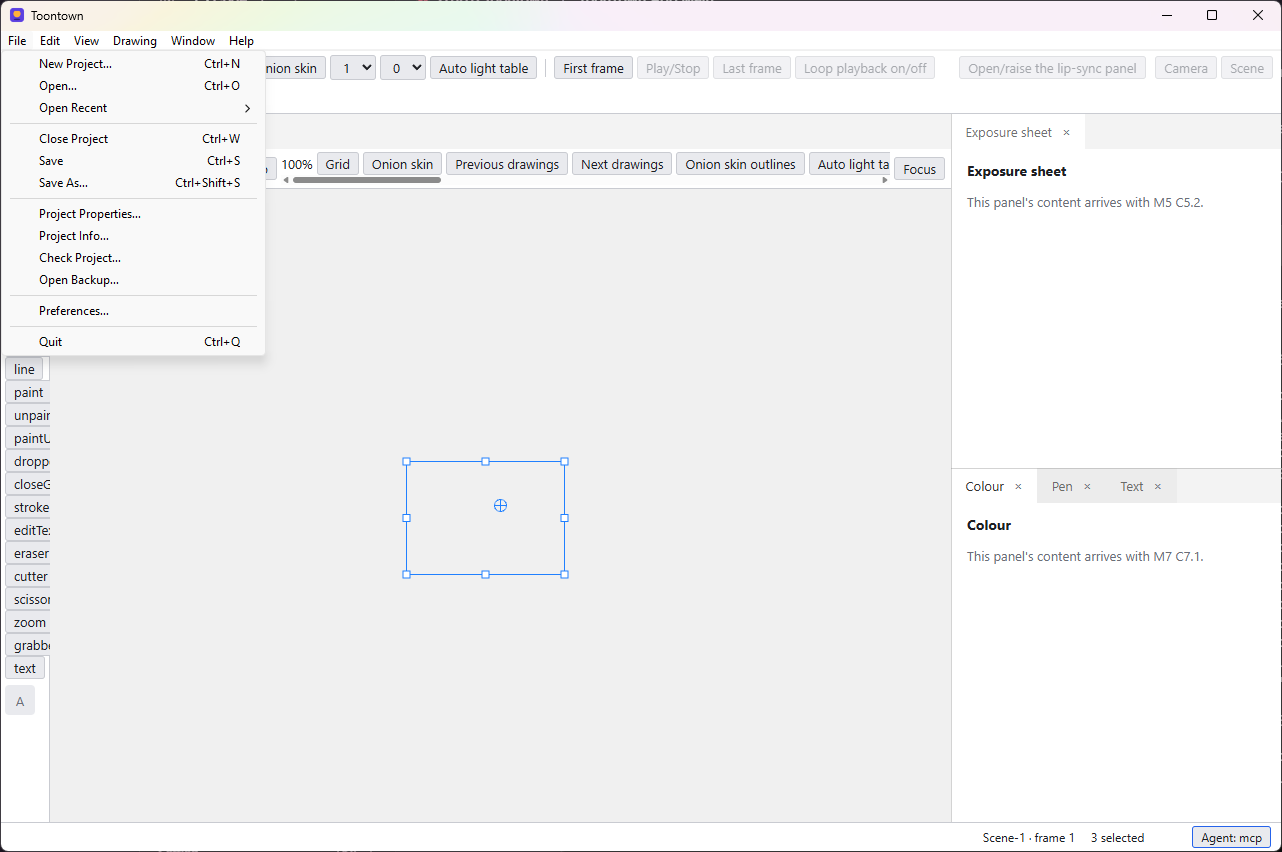 Toontown
File Edit View Drawing Window Help
New Project... Ctrl+N
Open... Ctrl+O
Open Recent
Close Project Ctrl+W
Save Ctrl+S
Save As... Ctrl+Shift+S
Project Properties...
Project Info...
Check Project...
Open Backup...
Preferences...
Quit Ctrl+Q
nion skin 1 0 Auto light table First frame Play/Stop Last frame Loop playback on/off Open/raise the lip-sync panel Camera Scene
100% Grid Onion skin Previous drawings Next drawings Onion skin outlines Auto light ta Focus
line
paint
unpair
paintU
droppe
closeG
stroke
editTex
eraser
cutter
scissor
zoom
grabbe
text
A
Exposure sheet ×
Exposure sheet
This panel's content arrives with M5 C5.2.
Colour × Pen × Text ×
Colour
This panel's content arrives with M7 C7.1.
Scene-1 · frame 1 3 selected Agent: mcp